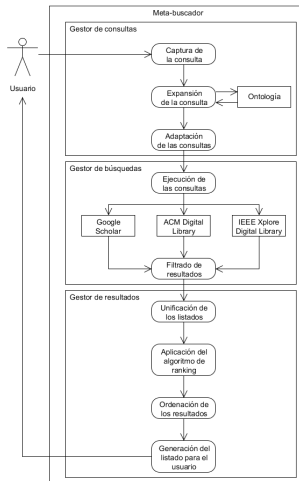 Meta-buscador
Gestor de consultas
Captura de
la consulta
Usuario
Expansión
de la consulta
Ontología
Adaptación
de las consultas
Gestor de búsquedas
Ejecución de
las consultas
Google
Scholar
ACM Digital
Library
IEEE Xplore
Digital Library
Filtrado de
resultados
Gestor de resultados
Unificación de
los listados
Aplicación del
algoritmo de
ranking
Ordenación de
los resultados
Generación del
listado para el
usuario